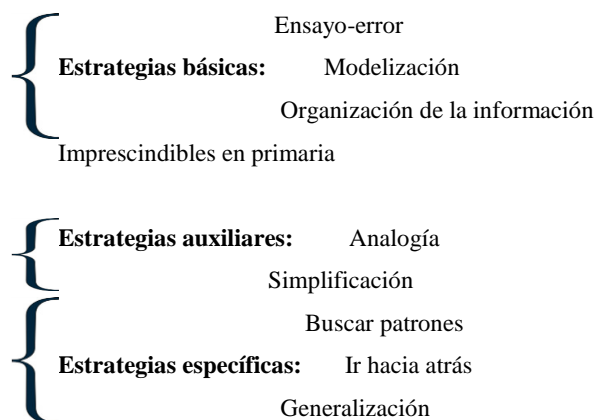 Ensayo-error
Estrategias básicas: Modelización
Organización de la información
Imprescindibles en primaria
Estrategias auxiliares: Analogía
Simplificación
Buscar patrones
Estrategias específicas: Ir hacia atrás
Generalización